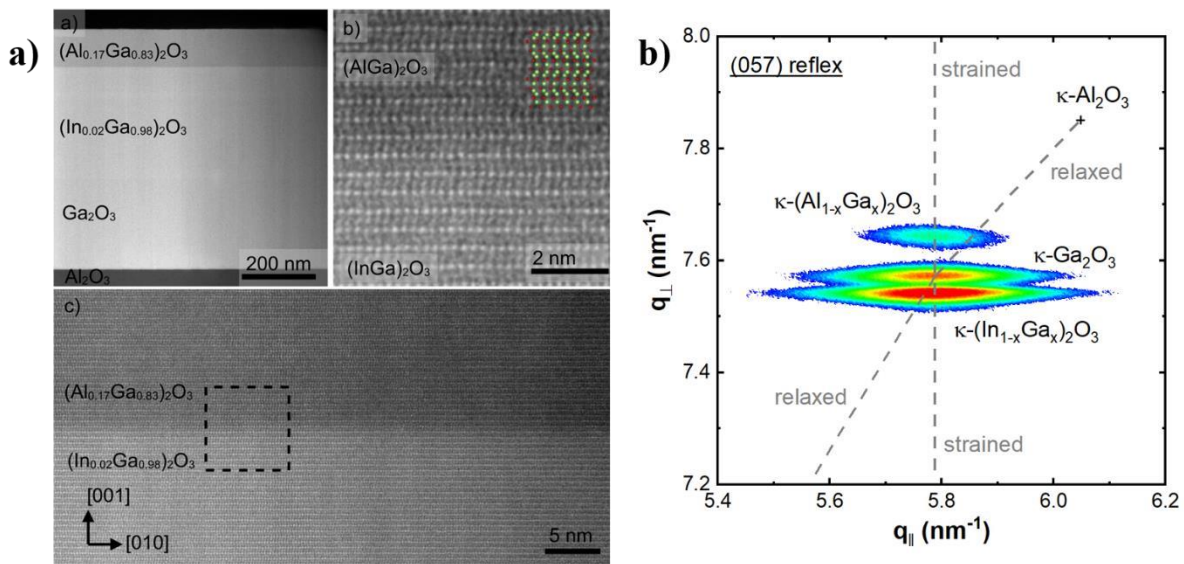 a)
a)
(Al₀.₁₇Ga₀.₈₃)₂O₃
(In₀.₀₂Ga₀.₉₈)₂O₃
Ga₂O₃
Al₂O₃
200 nm
b)
(AlGa)₂O₃
(InGa)₂O₃
2 nm
c)
(Al₀.₁₇Ga₀.₈₃)₂O₃
(In₀.₀₂Ga₀.₉₈)₂O₃
[001]
[010]
5 nm
b)
(057) reflex
strained
κ-Al₂O₃
relaxed
κ-(Al₁₋ₓGaₓ)₂O₃
κ-Ga₂O₃
κ-(In₁₋ₓGaₓ)₂O₃
relaxed
strained
8.0
7.8
7.6
7.4
7.2
q⊥ (nm⁻¹)
5.4 5.6 5.8 6.0 6.2
q∥ (nm⁻¹)